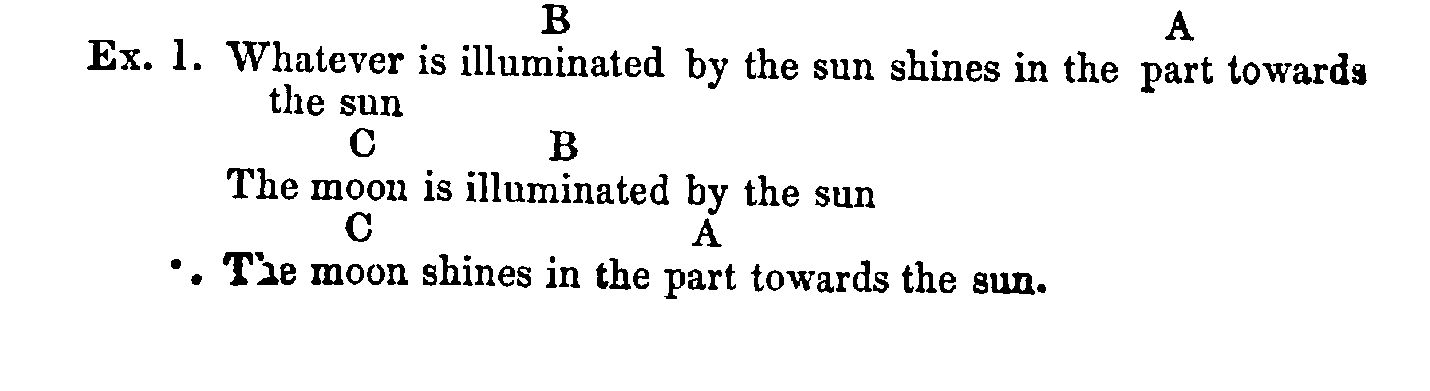 B A
Ex. 1. Whatever is illuminated by the sun shines in the part towards
the sun
C B
The moon is illuminated by the sun
C A
∴ The moon shines in the part towards the sun.